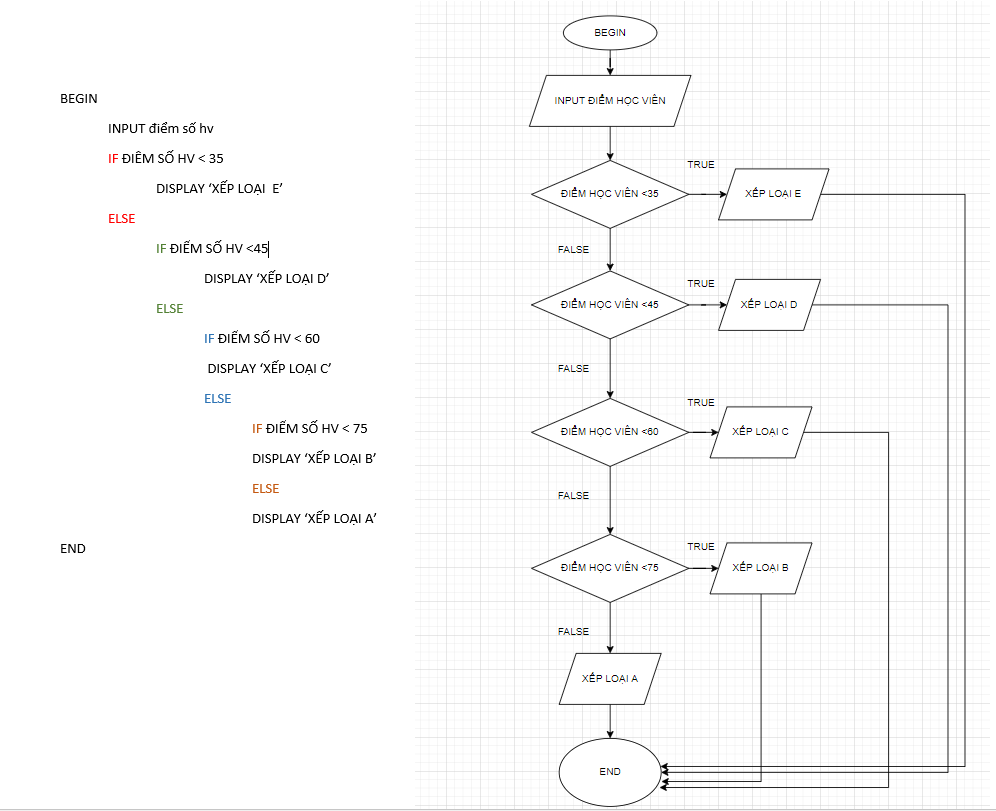 BEGIN
INPUT điểm số hv
IF ĐIÊM SỐ HV < 35
DISPLAY ‘XẾP LOẠI  E’
ELSE
IF ĐIỂM SỐ HV <45
DISPLAY ‘XẾP LOẠI D’
ELSE
IF ĐIỂM SỐ HV < 60
DISPLAY ‘XẾP LOẠI C’
ELSE
IF ĐIỂM SỐ HV < 75
DISPLAY ‘XẾP LOẠI B’
ELSE
DISPLAY ‘XẾP LOẠI A’
END
BEGIN
INPUT ĐIỂM HỌC VIÊN
TRUE
ĐIỂM HỌC VIÊN <35
XẾP LOẠI E
FALSE
TRUE
ĐIỂM HỌC VIÊN <45
XẾP LOẠI D
FALSE
TRUE
ĐIỂM HỌC VIÊN <60
XẾP LOẠI C
FALSE
TRUE
ĐIỂM HỌC VIÊN <75
XẾP LOẠI B
FALSE
XẾP LOẠI A
END